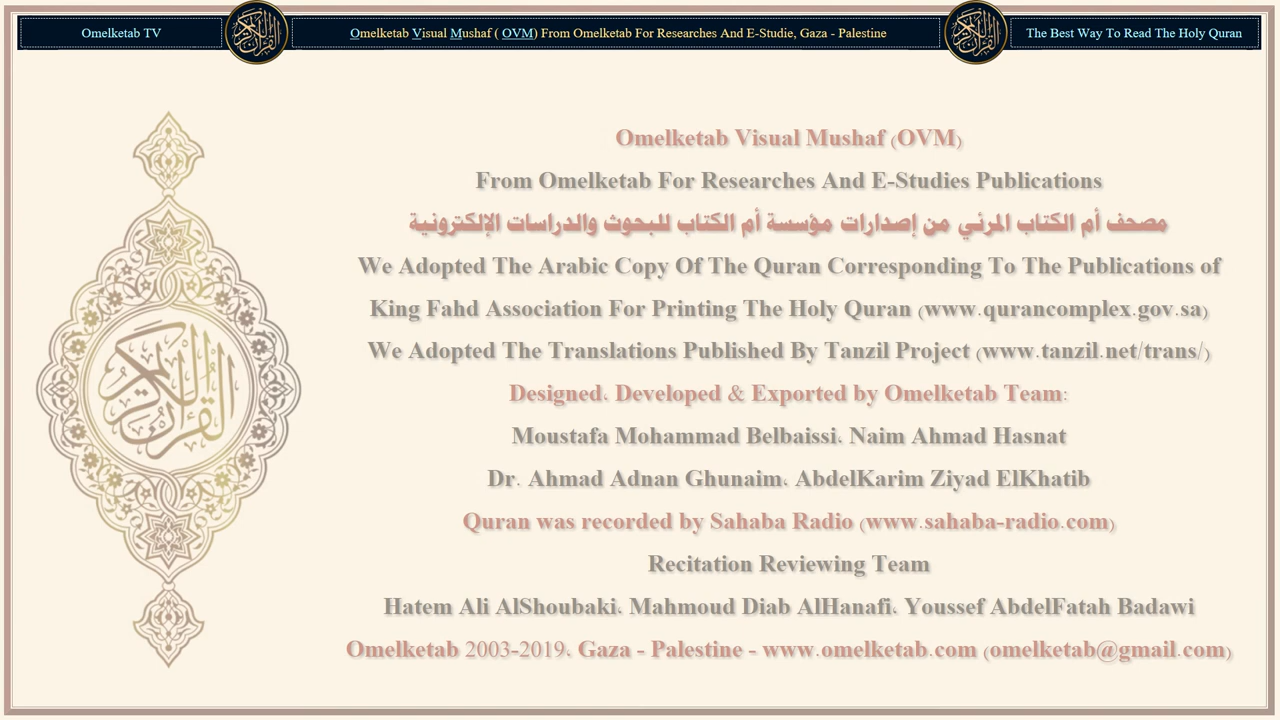 Omelketab TV
Omelketab Visual Mushaf ( OVM) From Omelketab For Researches And E-Studie, Gaza - Palestine
The Best Way To Read The Holy Quran
القرآن الكريم
Omelketab Visual Mushaf (OVM)
From Omelketab For Researches And E-Studies Publications
مصحف أم الكتاب المرئي من إصدارات مؤسسة أم الكتاب للبحوث والدراسات الإلكترونية
We Adopted The Arabic Copy Of The Quran Corresponding To The Publications of
King Fahd Association For Printing The Holy Quran (www.qurancomplex.gov.sa)
We Adopted The Translations Published By Tanzil Project (www.tanzil.net/trans/)
Designed، Developed & Exported by Omelketab Team:
Moustafa Mohammad Belbaissi، Naim Ahmad Hasnat
Dr. Ahmad Adnan Ghunaim، AbdelKarim Ziyad ElKhatib
Quran was recorded by Sahaba Radio (www.sahaba-radio.com)
Recitation Reviewing Team
Hatem Ali AlShoubaki، Mahmoud Diab AlHanafi، Youssef AbdelFatah Badawi
Omelketab 2003-2019، Gaza - Palestine - www.omelketab.com (omelketab@gmail.com)